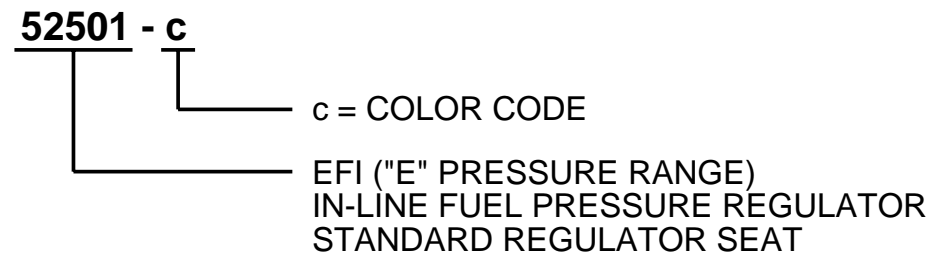 52501 - c
c = COLOR CODE
EFI ("E" PRESSURE RANGE)
IN-LINE FUEL PRESSURE REGULATOR
STANDARD REGULATOR SEAT